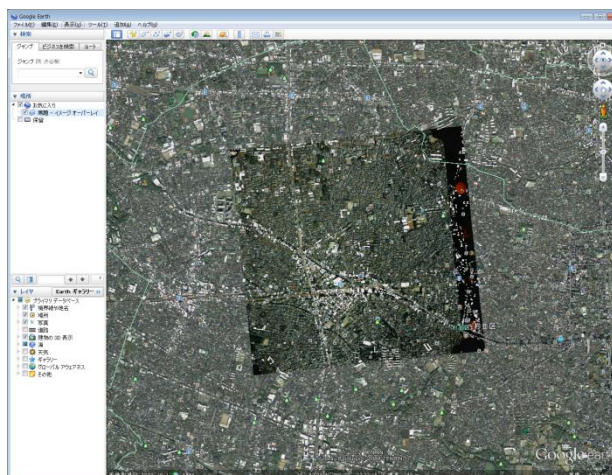 Google Earth
ファイル(F) 編集(E) 表示(V) ツール(T) 追加(A) ヘルプ(H)
検索
ジャンプ ビジネスを検索 ルート
場所
お気に入り
無題 - イメージ オーバーレイ
保留
レイヤ Earth ギャラリー
プライマリ データベース
境界線や地名
場所
写真
道路
建物の 3D 表示
海
天気
ギャラリー
グローバル アウェアネス
その他
Google earth